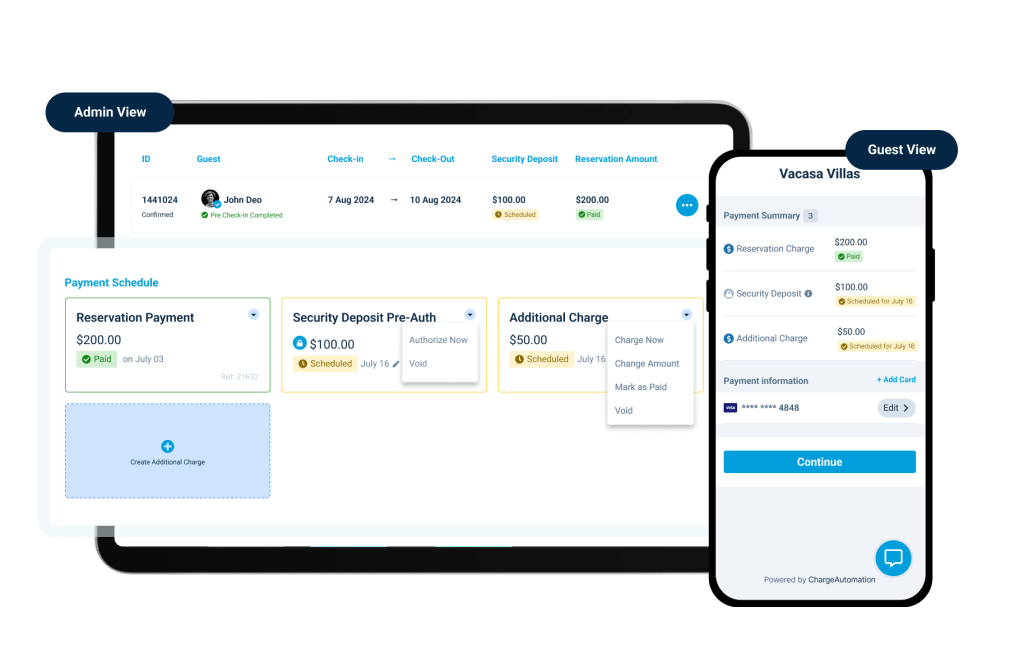 Admin View
ID Guest Check-in → Check-Out Security Deposit Reservation Amount
1441024 John Deo 7 Aug 2024 → 10 Aug 2024 $100.00 $200.00
Confirmed Pre Check-In Completed Scheduled Paid
Payment Schedule
Reservation Payment
$200.00
Paid on July 03
Ref: 21632
Security Deposit Pre-Auth
$100.00
Scheduled July 16
Authorize Now
Void
Additional Charge
$50.00
Scheduled July 16
Charge Now
Change Amount
Mark as Paid
Void
Create Additional Charge
Guest View
Vacasa Villas
Payment Summary 3
Reservation Charge $200.00
Paid
Security Deposit $100.00
Scheduled for July 16
Additional Charge $50.00
Scheduled for July 16
Payment information + Add Card
VISA **** **** 4848 Edit
Continue
Powered by ChargeAutomation